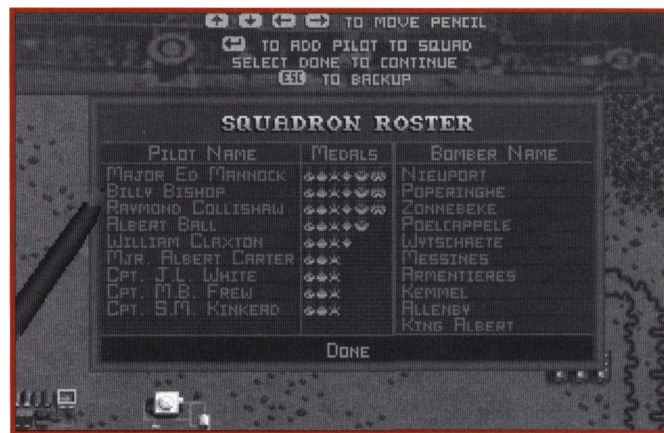 TO MOVE PENCIL
TO ADD PILOT TO SQUAD
SELECT DONE TO CONTINUE
ESC TO BACKUP
SQUADRON ROSTER
PILOT NAME MEDALS BOMBER NAME
MAJOR ED MANNOCK NIEUPORT
BILLY BISHOP POPERINGHE
RAYMOND COLLISHAW ZONNEBEKE
ALBERT BALL POELCAPPELE
WILLIAM CLAXTON WYTSCHAETE
MJR. ALBERT CARTER MESSINES
CPT. J.L. WHITE ARMENTIERES
CPT. M.B. FREW KEMMEL
CPT. S.M. KINKEAD ALLENBY
KING ALBERT
DONE